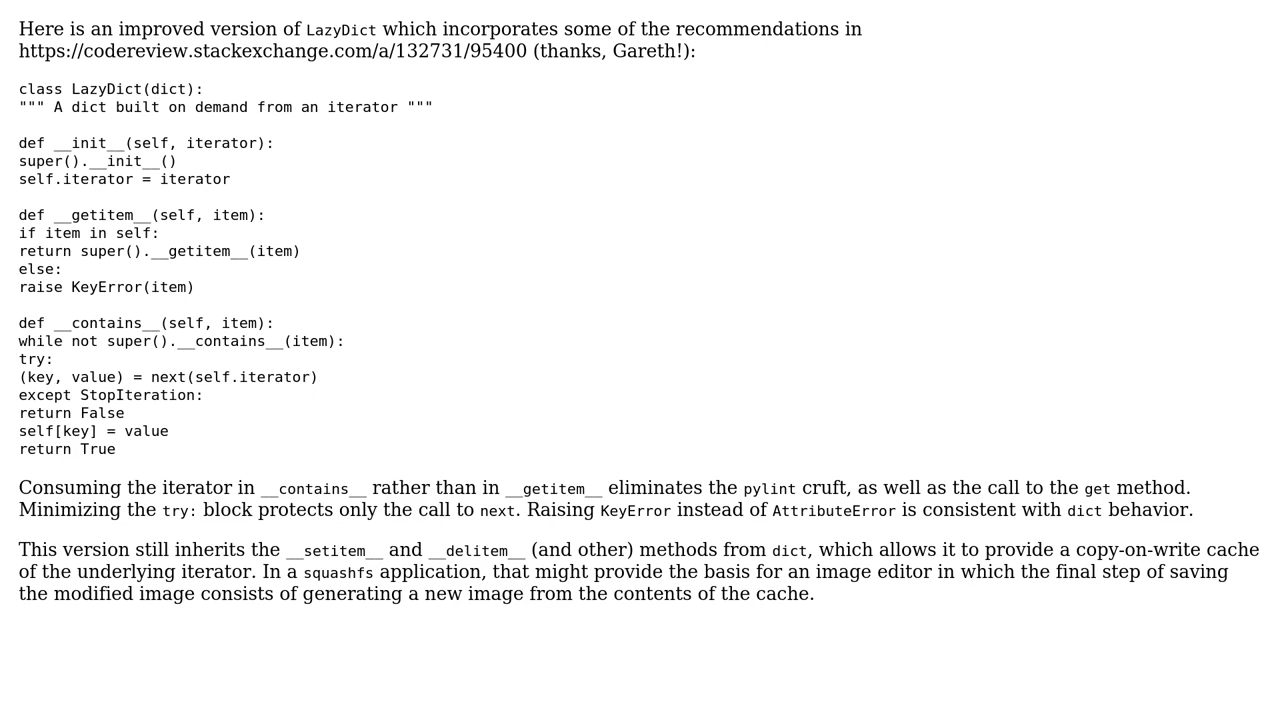 Here is an improved version of LazyDict which incorporates some of the recommendations in
https://codereview.stackexchange.com/a/132731/95400 (thanks, Gareth!):
class LazyDict(dict):
""" A dict built on demand from an iterator """
def __init__(self, iterator):
super().__init__()
self.iterator = iterator
def __getitem__(self, item):
if item in self:
return super().__getitem__(item)
else:
raise KeyError(item)
def __contains__(self, item):
while not super().__contains__(item):
try:
(key, value) = next(self.iterator)
except StopIteration:
return False
self[key] = value
return True
Consuming the iterator in __contains__ rather than in __getitem__ eliminates the pylint cruft, as well as the call to the get method.
Minimizing the try: block protects only the call to next. Raising KeyError instead of AttributeError is consistent with dict behavior.
This version still inherits the __setitem__ and __delitem__ (and other) methods from dict, which allows it to provide a copy-on-write cache
of the underlying iterator. In a squashfs application, that might provide the basis for an image editor in which the final step of saving
the modified image consists of generating a new image from the contents of the cache.